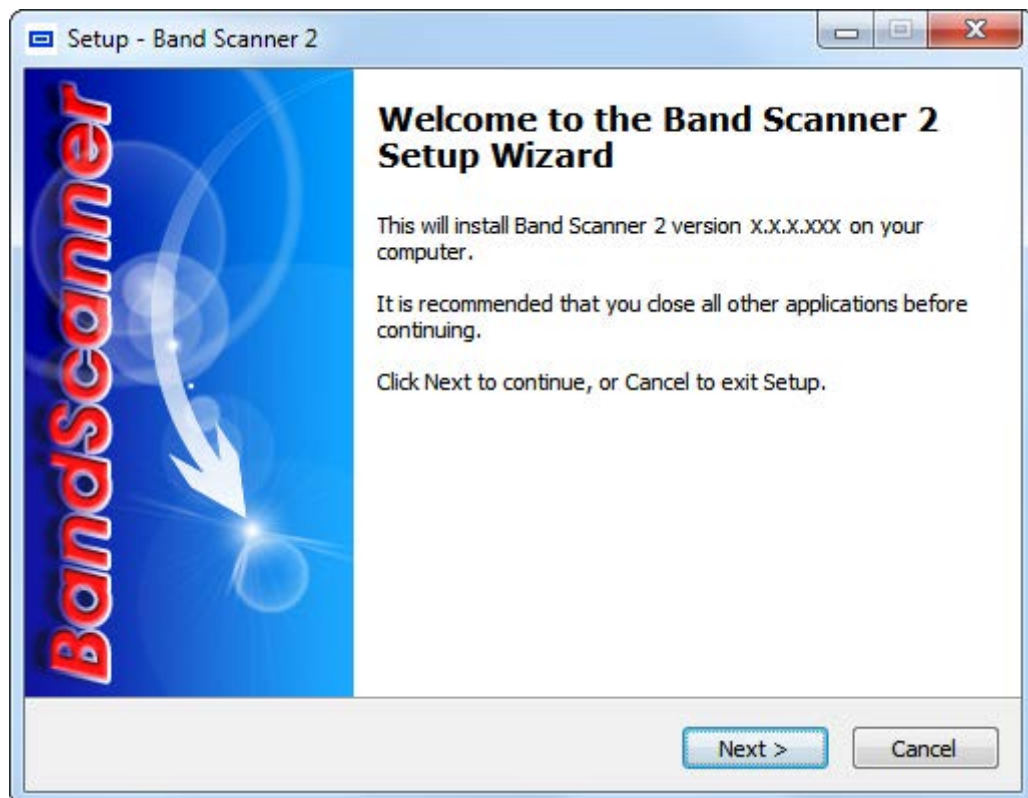 Setup - Band Scanner 2
BandScanner
Welcome to the Band Scanner 2
Setup Wizard
This will install Band Scanner 2 version X.X.X.XXX on your
computer.
It is recommended that you close all other applications before
continuing.
Click Next to continue, or Cancel to exit Setup.
Next >
Cancel